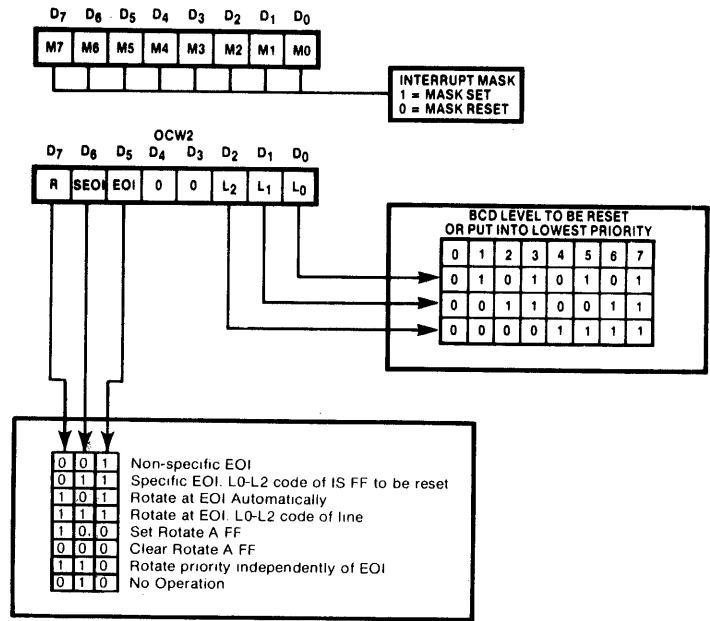 D7 D6 D5 D4 D3 D2 D1 D0
M7 M6 M5 M4 M3 M2 M1 M0
INTERRUPT MASK
1 = MASK SET
0 = MASK RESET
OCW2
D7 D6 D5 D4 D3 D2 D1 D0
R SEOI EOI 0 0 L2 L1 L0
BCD LEVEL TO BE RESET
OR PUT INTO LOWEST PRIORITY
0 1 2 3 4 5 6 7
0 1 0 1 0 1 0 1
0 0 1 1 0 0 1 1
0 0 0 0 1 1 1 1
0 0 1 Non-specific EOI
0 1 1 Specific EOI. L0-L2 code of IS FF to be reset
1 0 1 Rotate at EOI Automatically
1 1 1 Rotate at EOI. L0-L2 code of line
1 0 0 Set Rotate A FF
0 0 0 Clear Rotate A FF
1 1 0 Rotate priority independently of EOI
0 1 0 No Operation